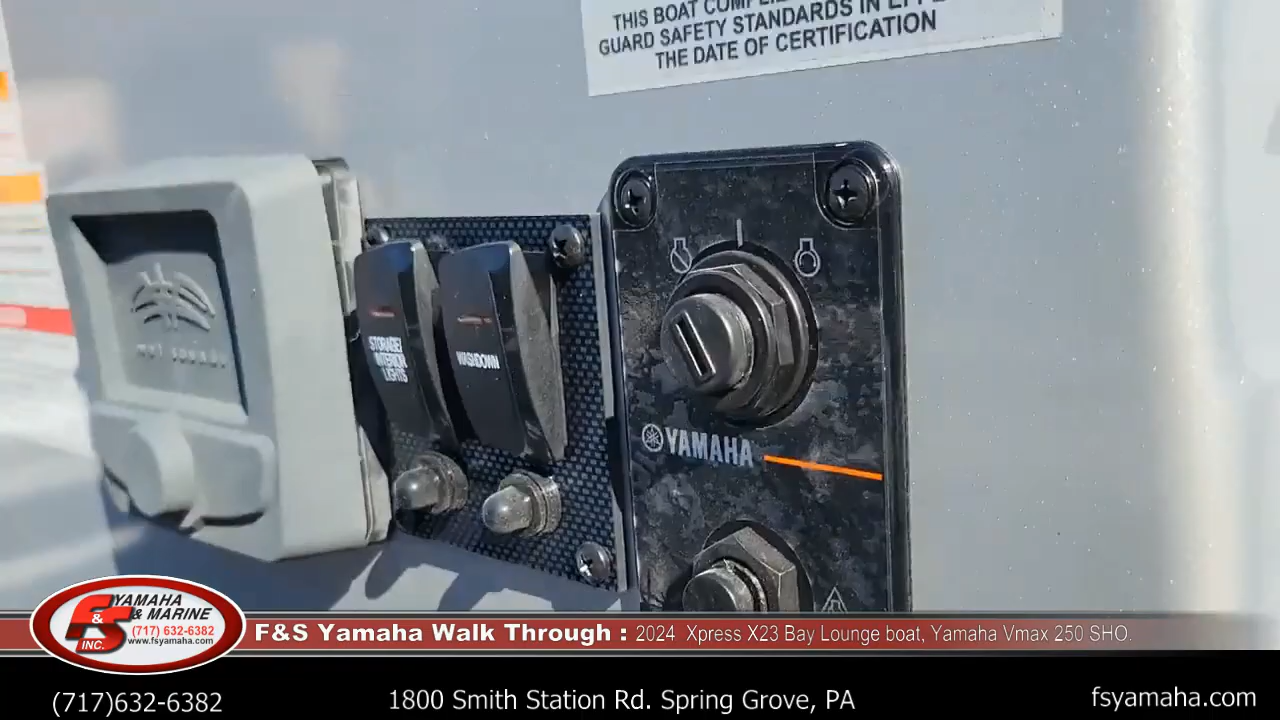 THIS BOAT
GUARD SAFETY STANDARDS IN
THE DATE OF CERTIFICATION
WET SOUNDS
STORAGE/
INTERIOR
LIGHTS
WASHDOWN
YAMAHA
YAMAHA
F&S & MARINE
(717) 632-6382
INC. www.fsyamaha.com
F&S Yamaha Walk Through : 2024 Xpress X23 Bay Lounge boat, Yamaha Vmax 250 SHO.
(717)632-6382 1800 Smith Station Rd. Spring Grove, PA fsyamaha.com